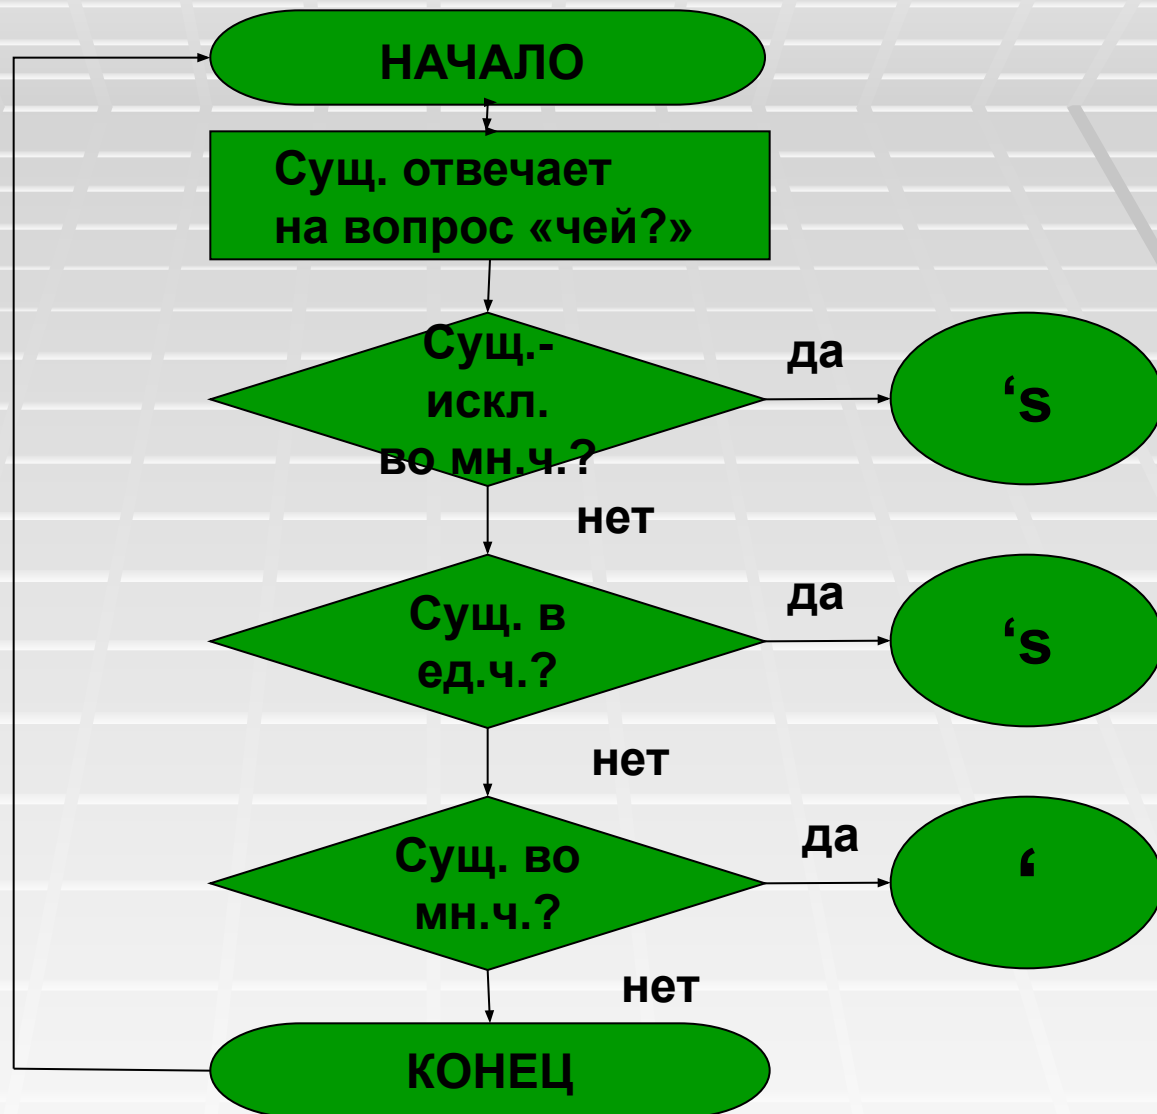 НАЧАЛО
Сущ. отвечает
на вопрос «чей?»
Сущ.-
искл.
во мн.ч.?
да
‘s
нет
Сущ. в
ед.ч.?
да
‘s
нет
Сущ. во
мн.ч.?
да
‘
нет
КОНЕЦ